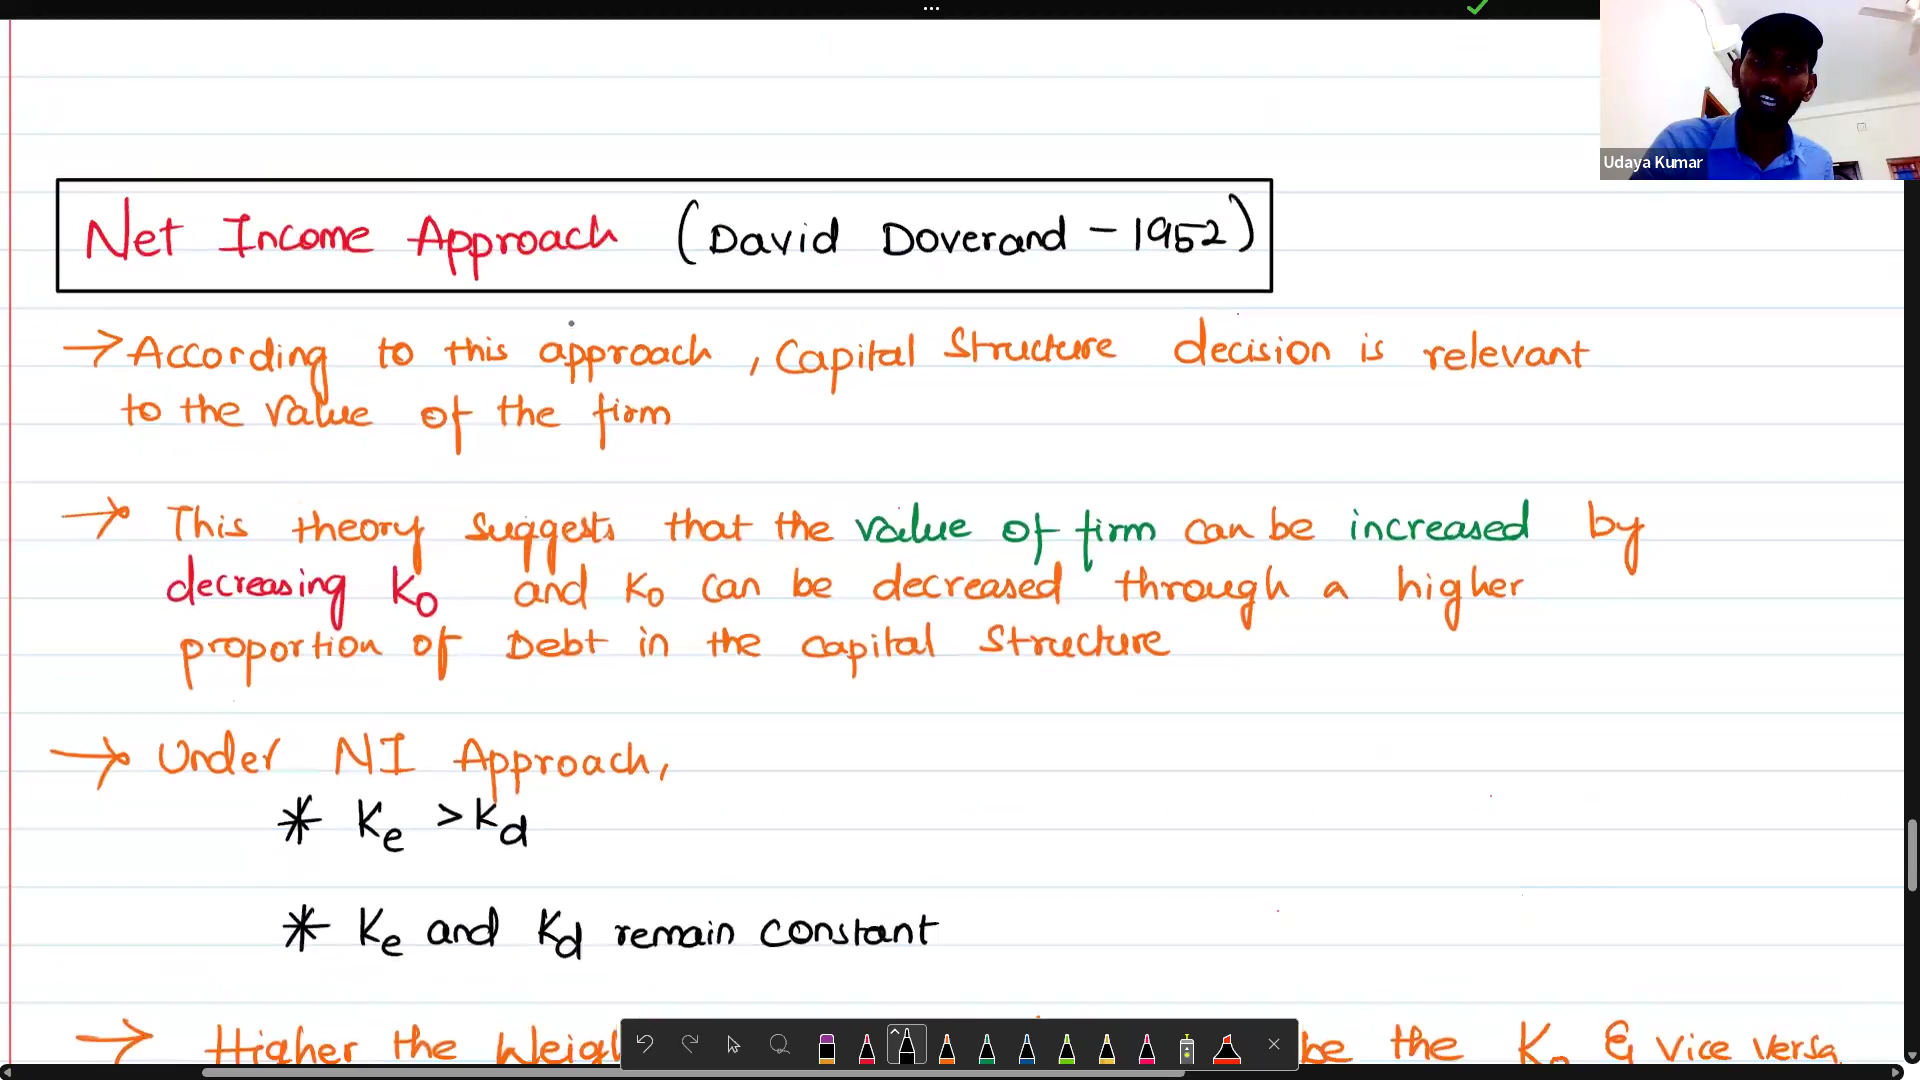 Udaya Kumar
Net Income Approach (David Doverand - 1952)
→ According to this approach, Capital Structure decision is relevant
to the value of the firm
→ This theory suggests that the value of firm can be increased by
decreasing Ko and Ko can be decreased through a higher
proportion of Debt in the capital Structure
→ Under NI Approach,
* Ke > Kd
* Ke and Kd remain constant
→ Higher the be the & vice versa